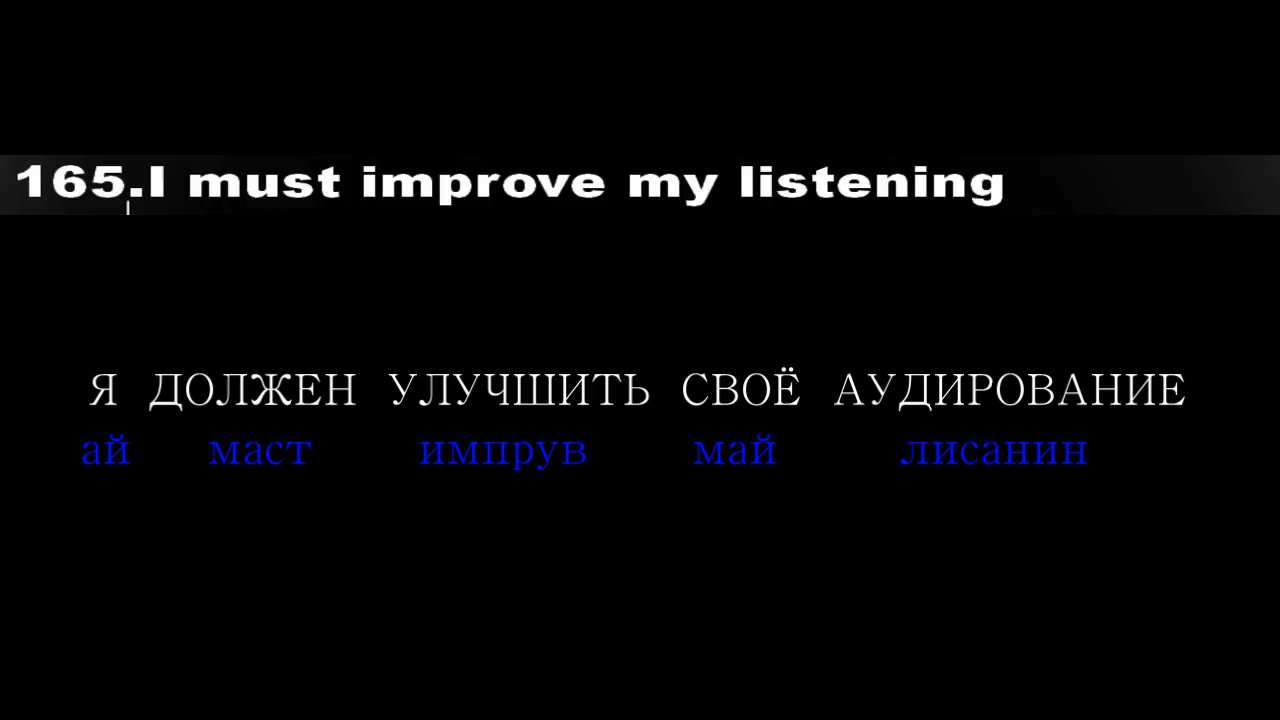 165.I must improve my listening
Я ДОЛЖЕН УЛУЧШИТЬ СВОЁ АУДИРОВАНИЕ
ай маст импрув май лисанин